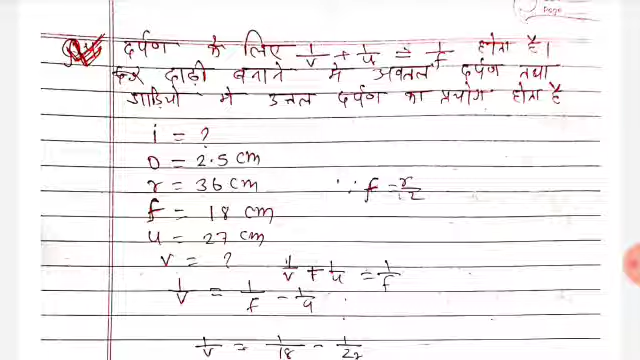 दर्पण के लिए 1/v + 1/u = 1/f होता है।
दाढ़ी बनाने मे अवतल दर्पण तथा
गाड़ियो मे उत्तल दर्पण का प्रयोग होता है
i = ?
O = 2.5 cm
r = 36 cm ∵ f = r/2
f = 18 cm
u = 27 cm
v = ? 1/v + 1/u = 1/f
1/v = 1/f - 1/u
1/v = 1/18 - 1/27